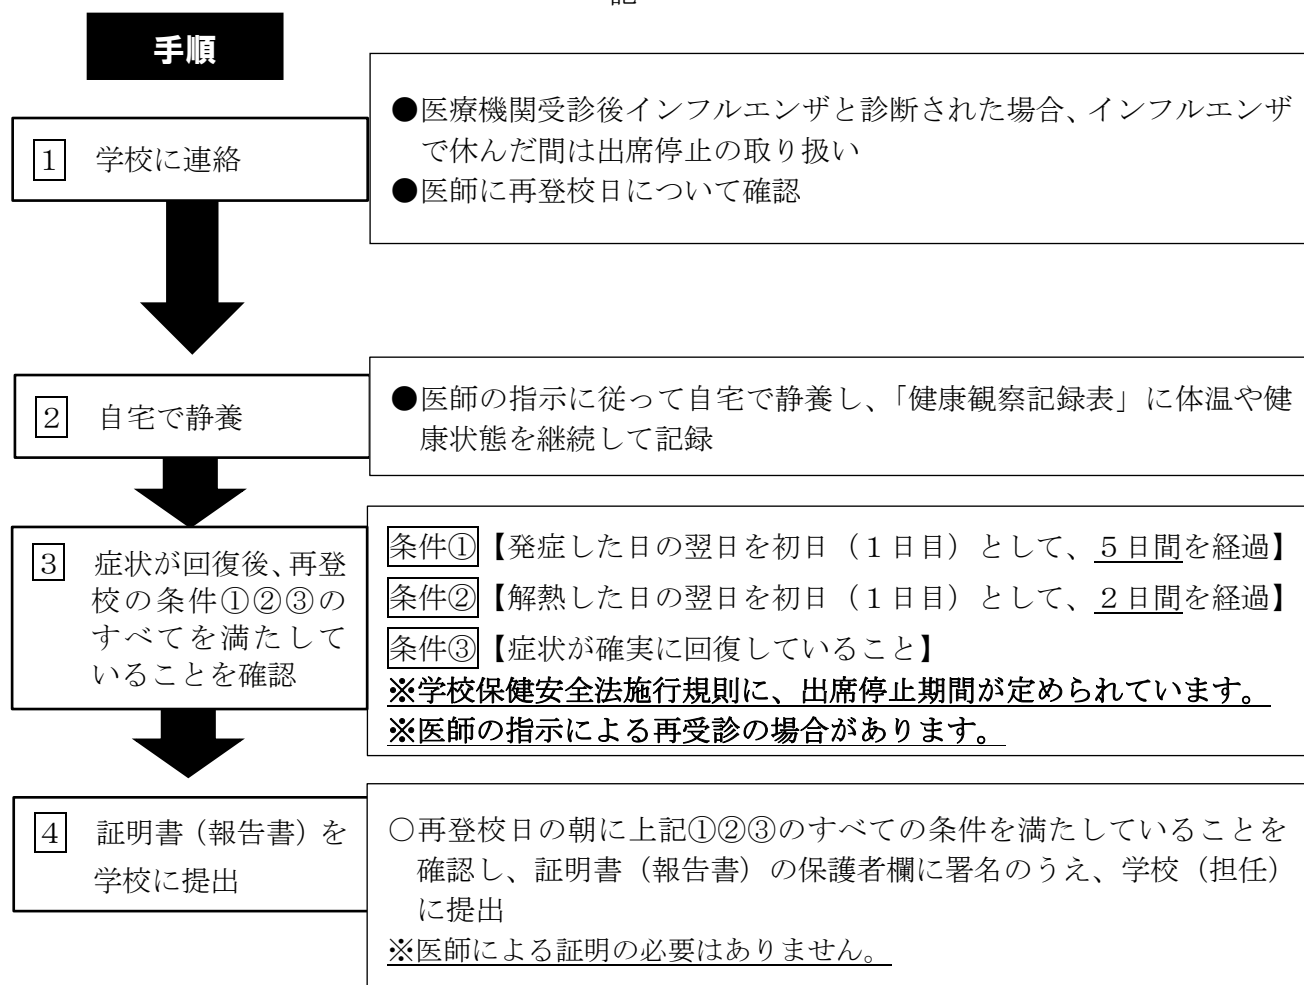 記
手順
1 学校に連絡
●医療機関受診後インフルエンザと診断された場合、インフルエンザ
で休んだ間は出席停止の取り扱い
●医師に再登校日について確認
2 自宅で静養
●医師の指示に従って自宅で静養し、「健康観察記録表」に体温や健
康状態を継続して記録
3 症状が回復後、再登
校の条件①②③の
すべてを満たして
いることを確認
条件①【発症した日の翌日を初日（１日目）として、５日間を経過】
条件②【解熱した日の翌日を初日（１日目）として、２日間を経過】
条件③【症状が確実に回復していること】
※学校保健安全法施行規則に、出席停止期間が定められています。
※医師の指示による再受診の場合があります。
4 証明書（報告書）を
学校に提出
○再登校日の朝に上記①②③のすべての条件を満たしていることを
確認し、証明書（報告書）の保護者欄に署名のうえ、学校（担任）
に提出
※医師による証明の必要はありません。